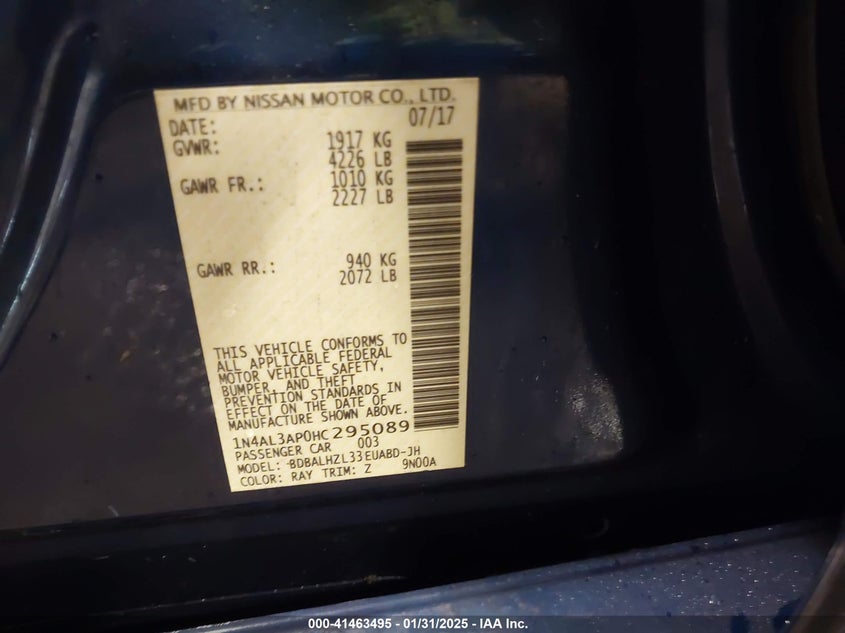 MFD BY NISSAN MOTOR CO., LTD.
DATE: 07/17
GVWR: 1917 KG
4226 LB
GAWR FR.: 1010 KG
2227 LB
GAWR RR.: 940 KG
2072 LB
THIS VEHICLE CONFORMS TO
ALL APPLICABLE FEDERAL
MOTOR VEHICLE SAFETY,
BUMPER, AND THEFT
PREVENTION STANDARDS IN
EFFECT ON THE DATE OF
MANUFACTURE SHOWN ABOVE.
1N4AL3AP0HC295089
PASSENGER CAR 003
MODEL: BDBALHZL33EUABD-JH
COLOR: RAY TRIM: Z 9N00A
000-41463495 - 01/31/2025 - IAA Inc.